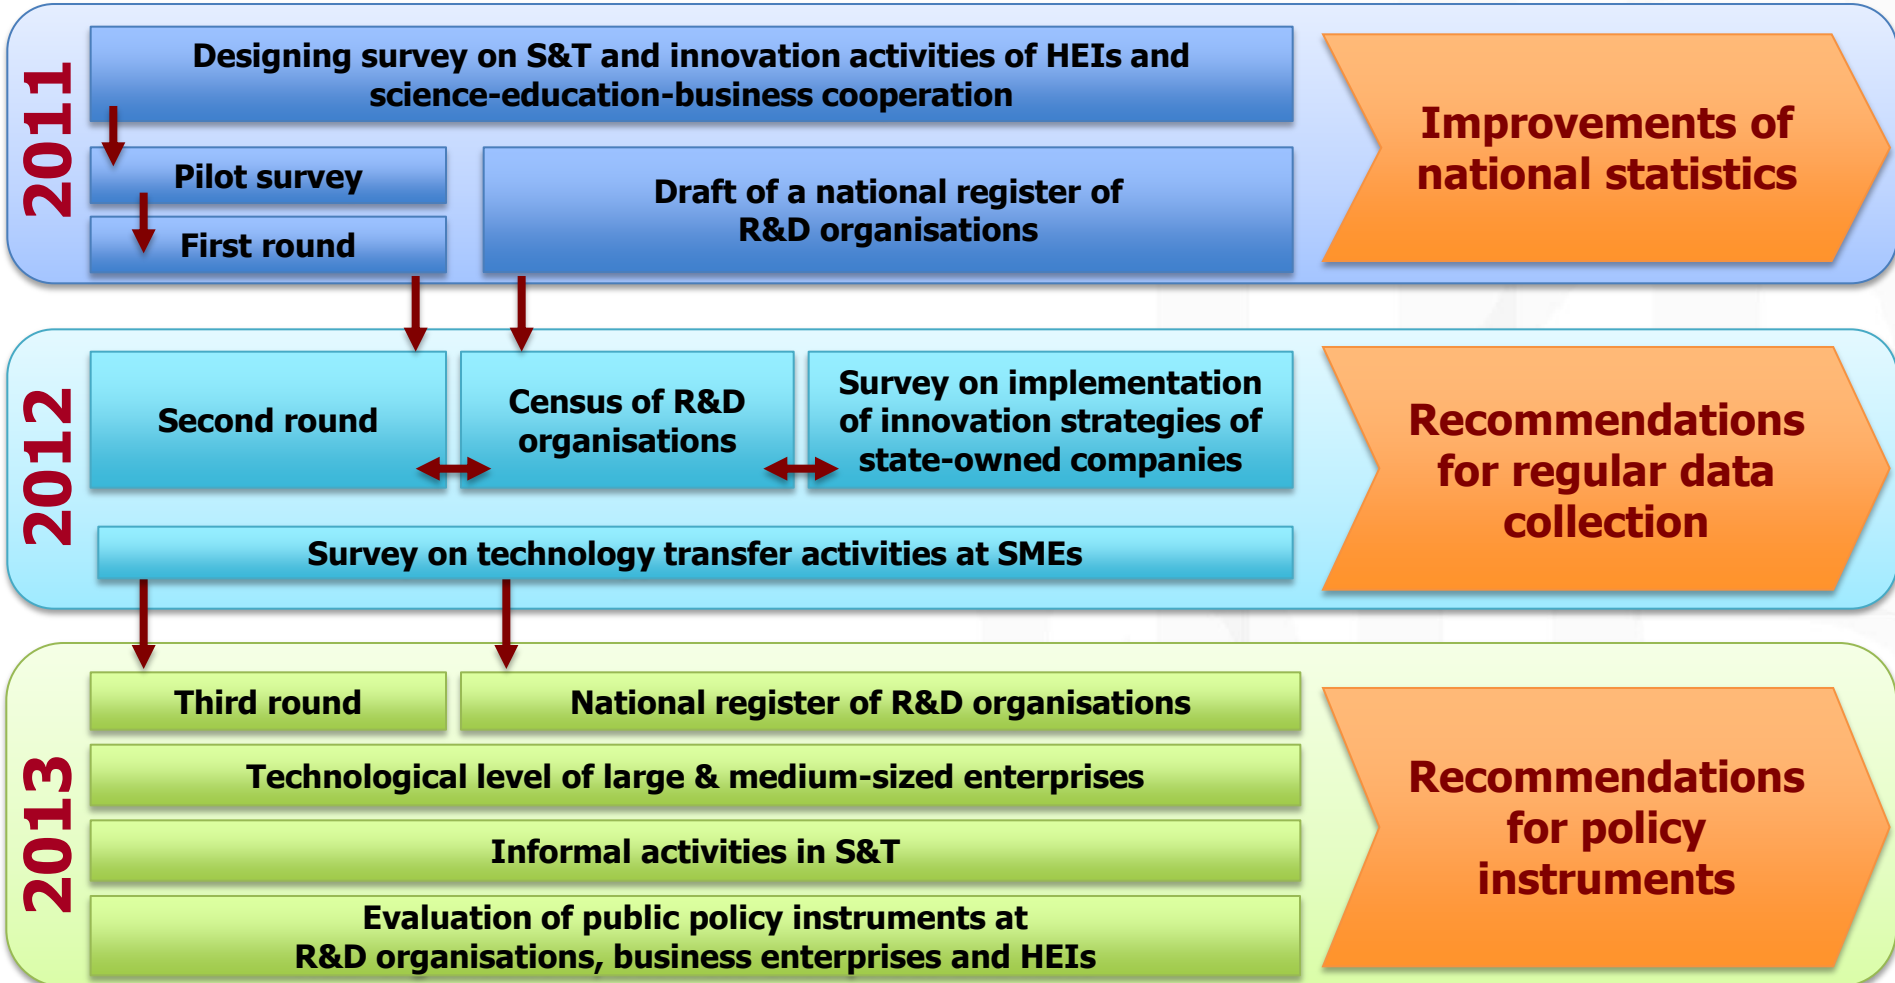 2011
Designing survey on S&T and innovation activities of HEIs and
science-education-business cooperation
Pilot survey
First round
Draft of a national register of
R&D organisations
Improvements of
national statistics
2012
Second round
Census of R&D
organisations
Survey on implementation
of innovation strategies of
state-owned companies
Survey on technology transfer activities at SMEs
Recommendations
for regular data
collection
2013
Third round
National register of R&D organisations
Technological level of large & medium-sized enterprises
Informal activities in S&T
Evaluation of public policy instruments at
R&D organisations, business enterprises and HEIs
Recommendations
for policy
instruments